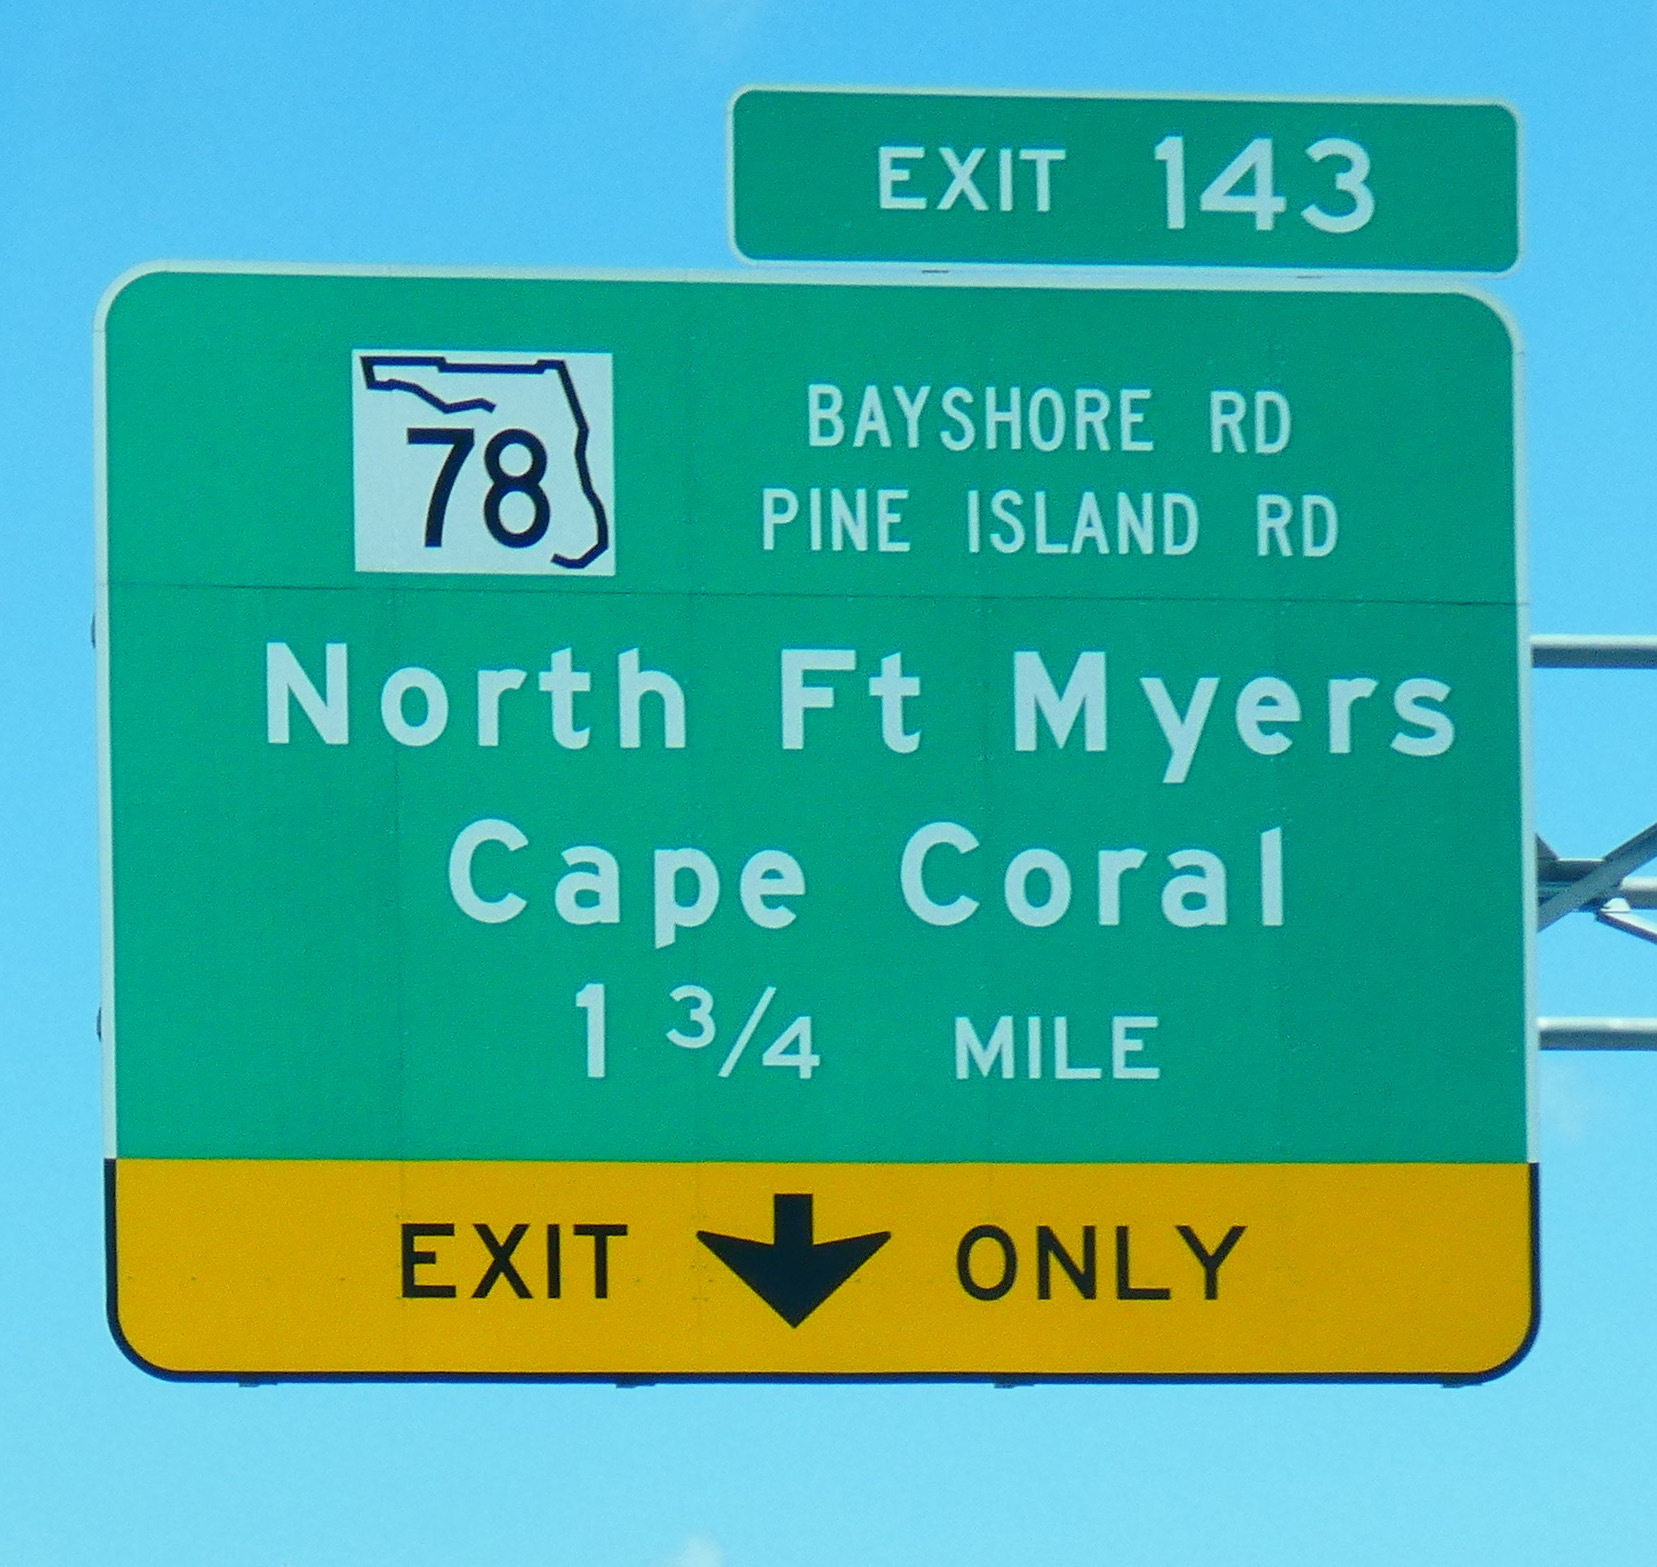 EXIT 143
78
BAYSHORE RD
PINE ISLAND RD
North Ft Myers
Cape Coral
1 3/4 MILE
EXIT ONLY